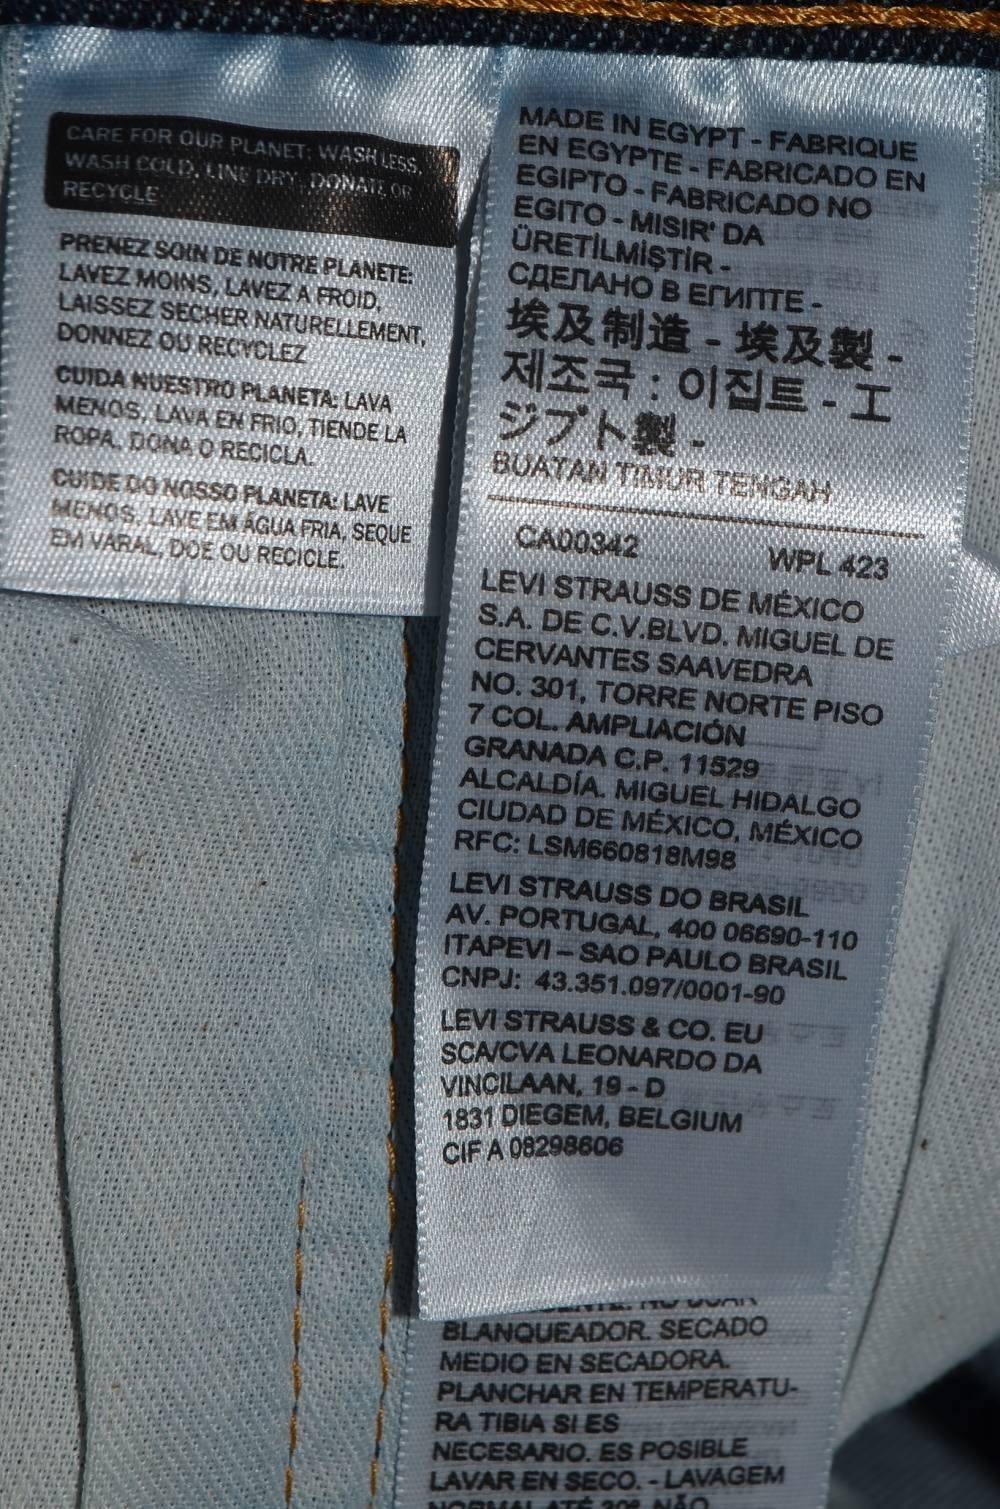 CARE FOR OUR PLANET: WASH LESS,
WASH COLD, LINE DRY, DONATE OR
RECYCLE
PRENEZ SOIN DE NOTRE PLANETE:
LAVEZ MOINS, LAVEZ A FROID,
LAISSEZ SECHER NATURELLEMENT,
DONNEZ OU RECYCLEZ
CUIDA NUESTRO PLANETA: LAVA
MENOS, LAVA EN FRIO, TIENDE LA
ROPA. DONA O RECICLA.
CUIDE DO NOSSO PLANETA: LAVE
MENOS. LAVE EM ÁGUA FRIA, SEQUE
EM VARAL, DOE OU RECICLE.
MADE IN EGYPT - FABRIQUE
EN EGYPTE - FABRICADO EN
EGIPTO - FABRICADO NO
EGITO - MISIR' DA
ÜRETİLMİŞTİR -
СДЕЛАНО В ЕГИПТЕ -
埃及制造 - 埃及製 -
제조국 : 이집트 - エ
ジプト製 -
BUATAN TIMUR TENGAH
CA00342 WPL 423
LEVI STRAUSS DE MÉXICO
S.A. DE C.V.BLVD. MIGUEL DE
CERVANTES SAAVEDRA
NO. 301, TORRE NORTE PISO
7 COL. AMPLIACIÓN
GRANADA C.P. 11529
ALCALDÍA. MIGUEL HIDALGO
CIUDAD DE MÉXICO, MÉXICO
RFC: LSM660818M98
LEVI STRAUSS DO BRASIL
AV. PORTUGAL, 400 06690-110
ITAPEVI – SAO PAULO BRASIL
CNPJ: 43.351.097/0001-90
LEVI STRAUSS & CO. EU
SCA/CVA LEONARDO DA
VINCILAAN, 19 - D
1831 DIEGEM, BELGIUM
CIF A 08298606
BLANQUEADOR. SECADO
MEDIO EN SECADORA.
PLANCHAR EN TEMPERATU-
RA TIBIA SI ES
NECESARIO. ES POSIBLE
LAVAR EN SECO. - LAVAGEM
NORMAL ATÉ 30° NÃO